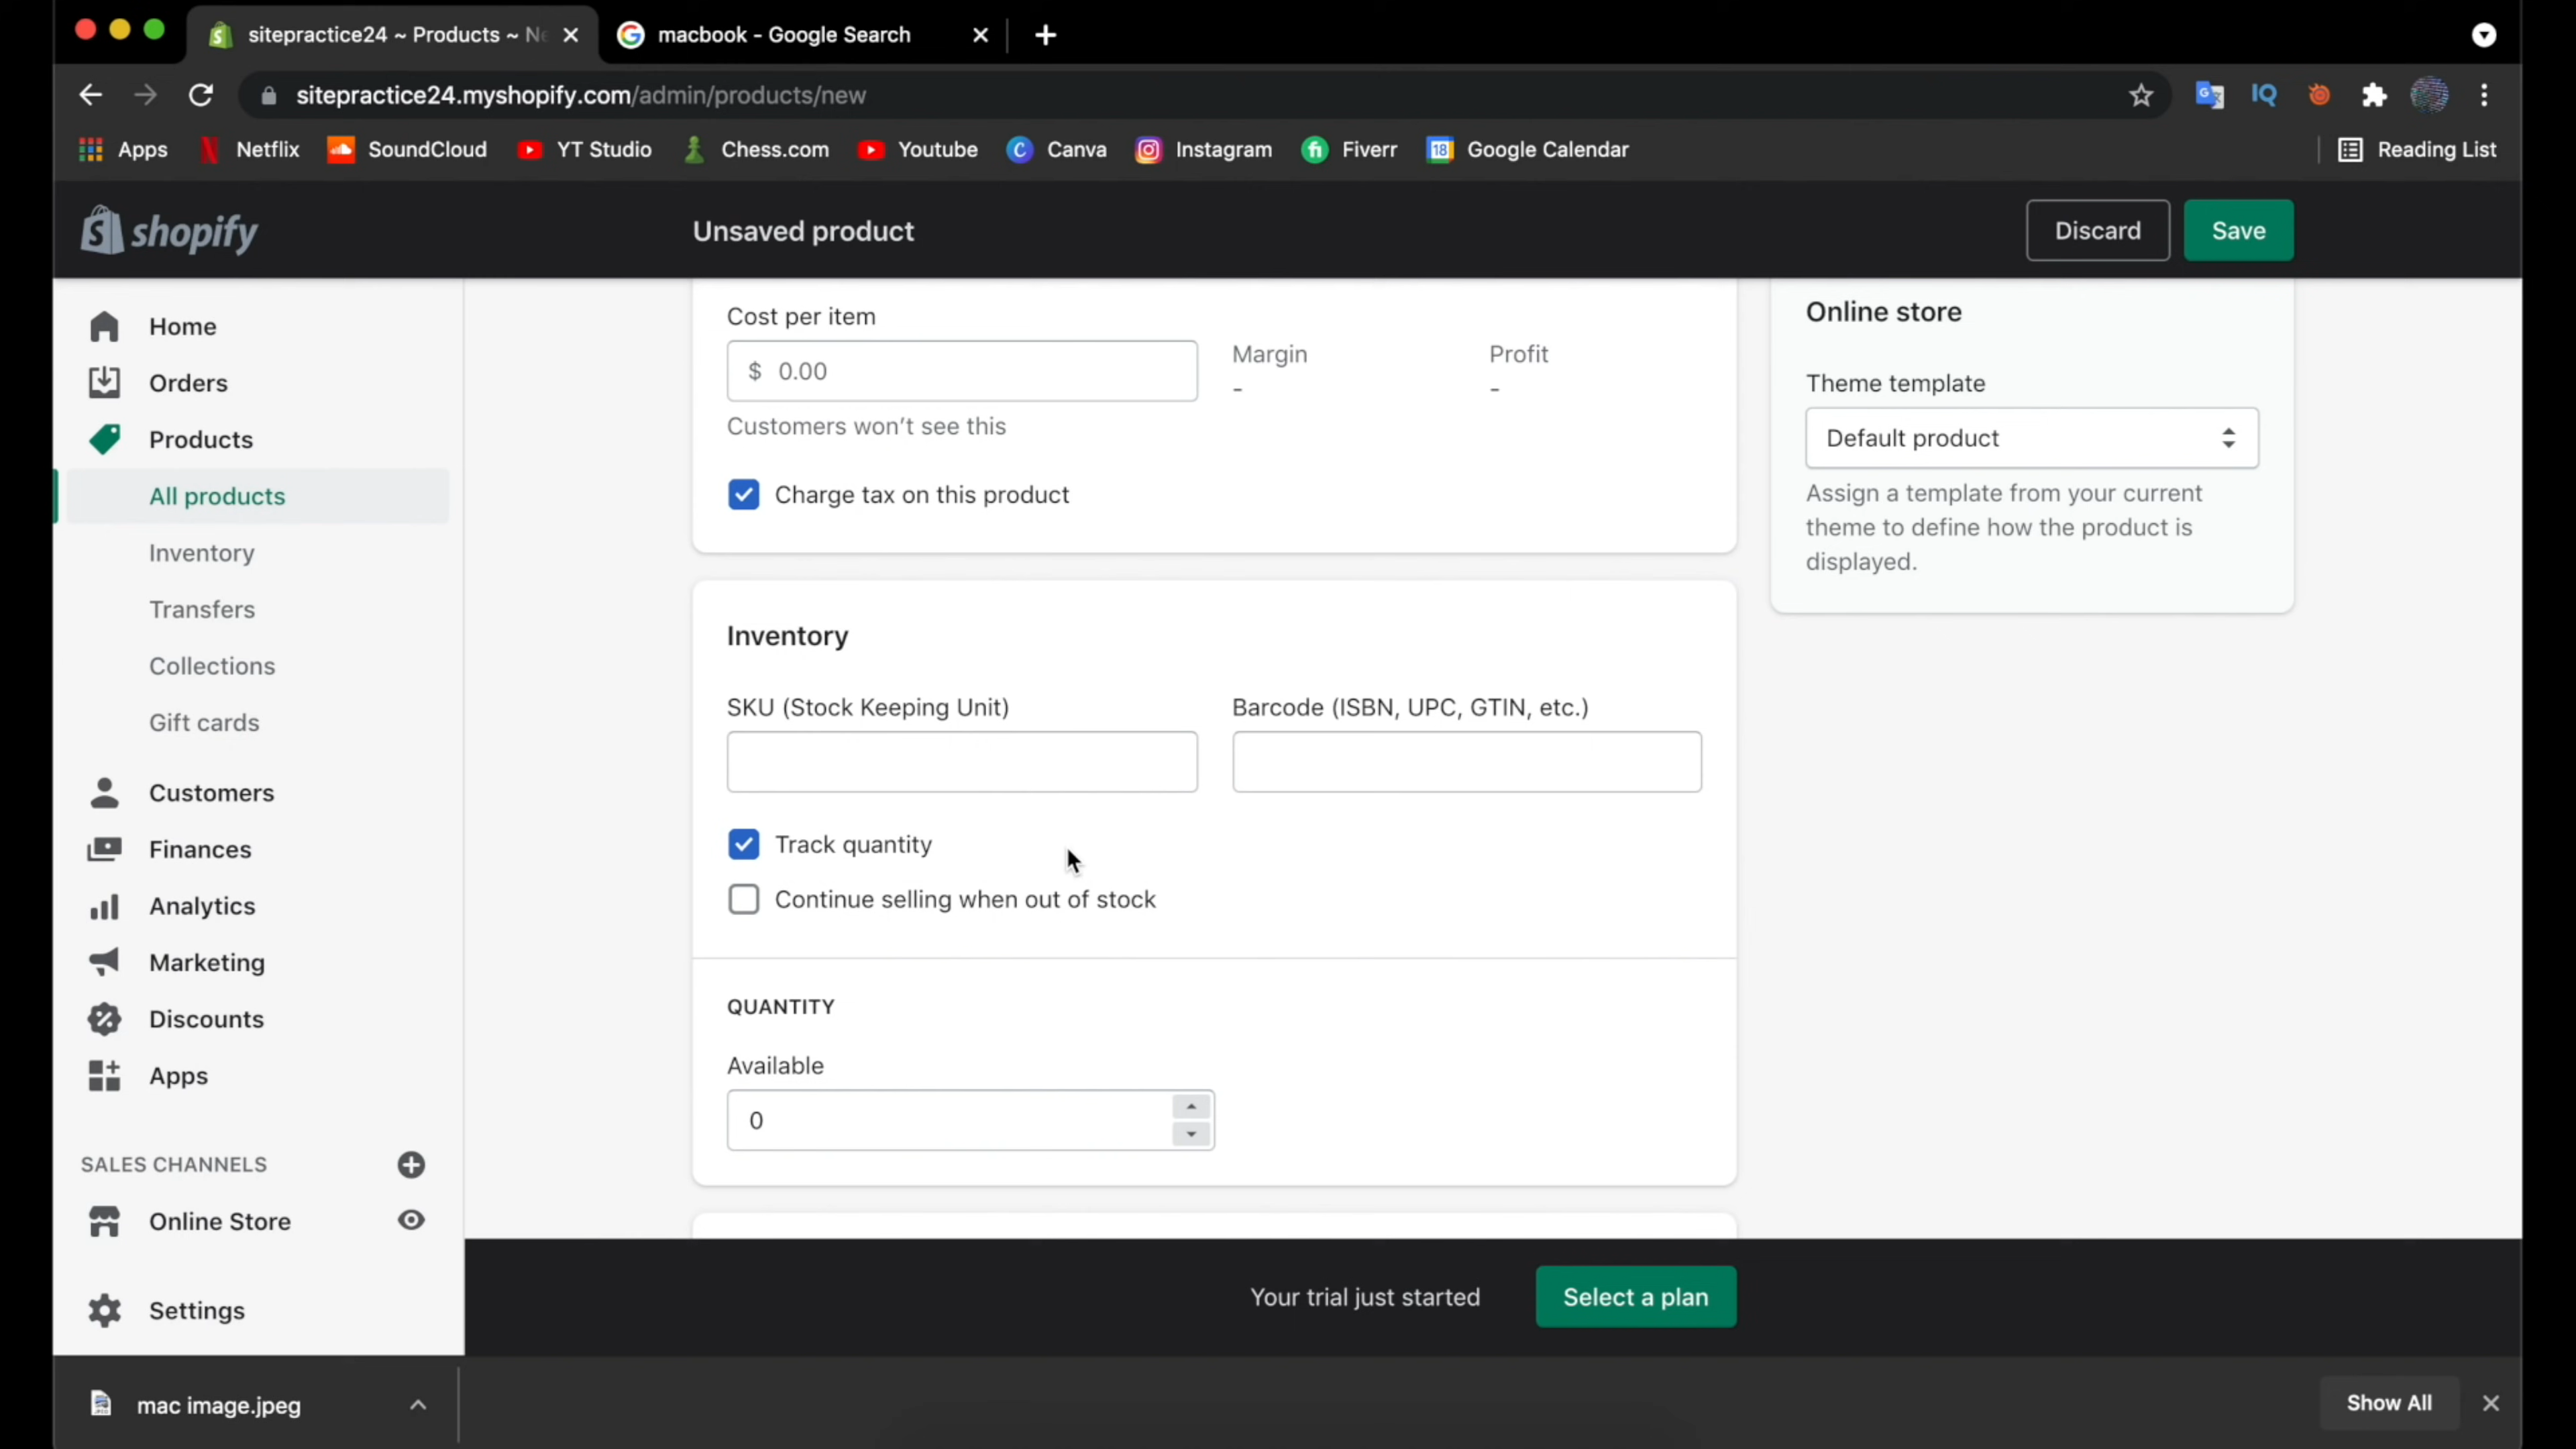 sitepractice24 ~ Products ~ Ne
macbook - Google Search
sitepractice24.myshopify.com/admin/products/new
Apps
Netflix
SoundCloud
YT Studio
Chess.com
Youtube
Canva
Instagram
Fiverr
Google Calendar
Reading List
shopify
Unsaved product
Discard
Save
Home
Orders
Products
All products
Inventory
Transfers
Collections
Gift cards
Customers
Finances
Analytics
Marketing
Discounts
Apps
SALES CHANNELS
Online Store
Settings
Cost per item
$ 0.00
Margin
-
Profit
-
Customers won’t see this
Charge tax on this product
Inventory
SKU (Stock Keeping Unit)
Barcode (ISBN, UPC, GTIN, etc.)
Track quantity
Continue selling when out of stock
QUANTITY
Available
0
Online store
Theme template
Default product
Assign a template from your current
theme to define how the product is
displayed.
Your trial just started
Select a plan
mac image.jpeg
Show All